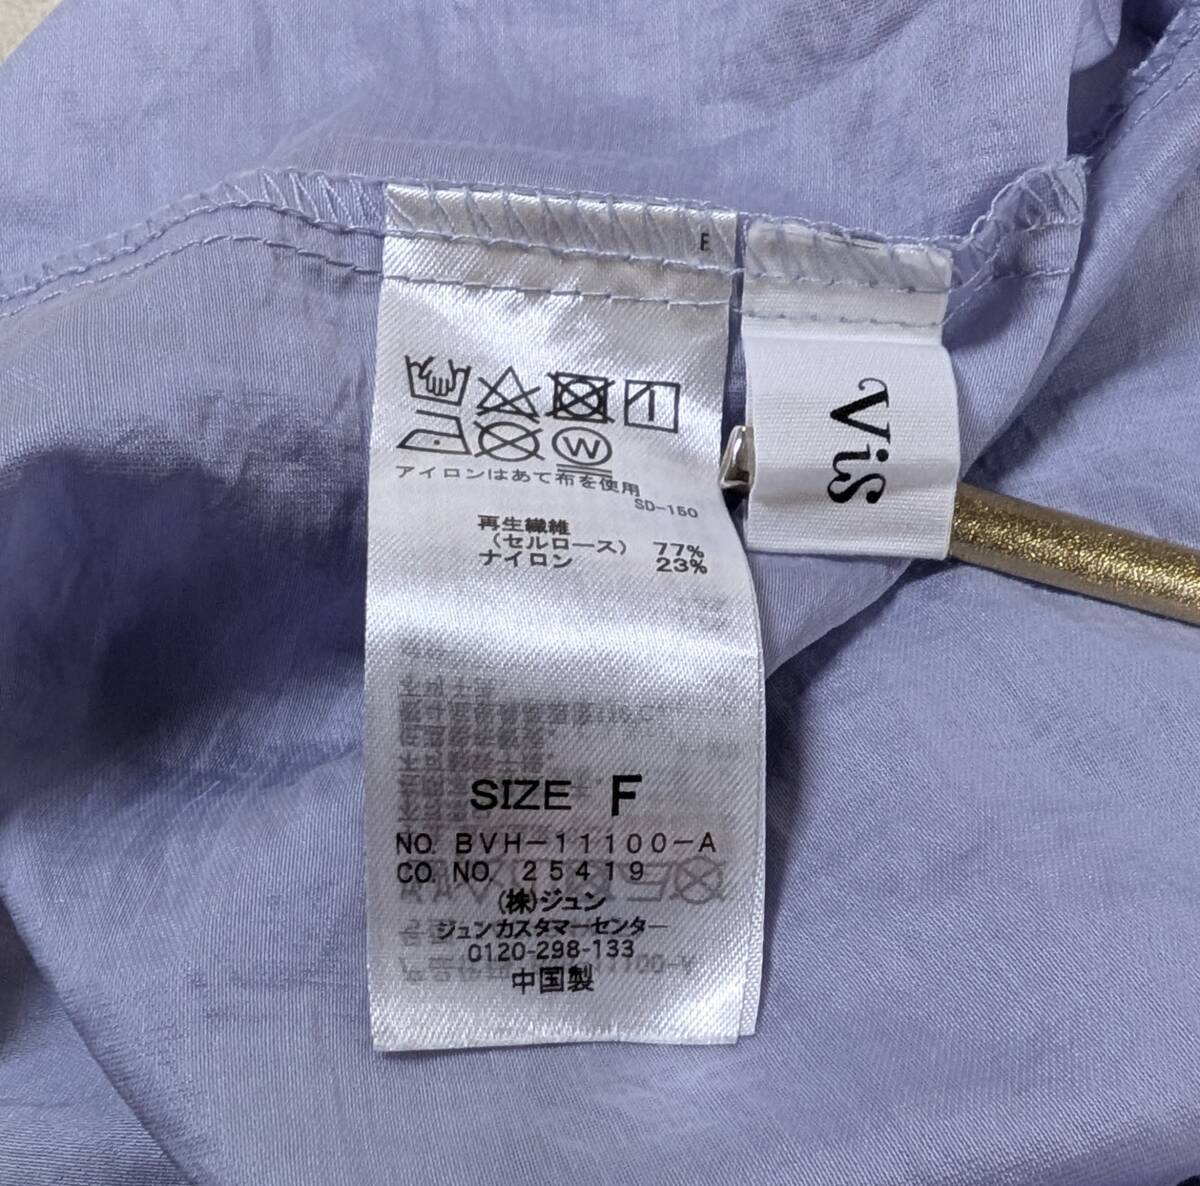 ViS
W
アイロンはあて布を使用
SD-150
再生繊維
(セルロース) 77%
ナイロン 23%
SIZE F
NO. BVH-11100-A
CO. NO. 25419
(株)ジュン
ジュンカスタマーセンター
0120-298-133
中国製